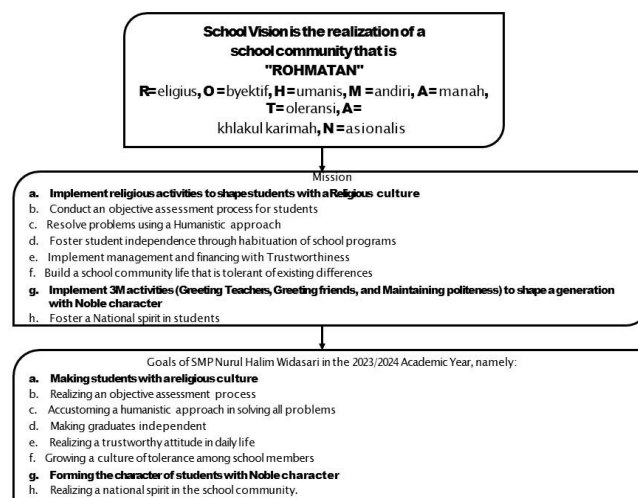 School Vision is the realization of a
school community that is
"ROHMATAN"
R=eligius, O=byektif, H=umanis, M=andiri, A=manah,
T=oleransi, A=
khlakul karimah, N=asionalis
Mission
a. Implement religious activities to shape students with a Religious culture
b. Conduct an objective assessment process for students
c. Resolve problems using a Humanistic approach
d. Foster student independence through habituation of school programs
e. Implement management and financing with Trustworthiness
f. Build a school community life that is tolerant of existing differences
g. Implement 3M activities (Greeting Teachers, Greeting friends, and Maintaining politeness) to shape a generation
with Noble character
h. Foster a National spirit in students
Goals of SMP Nurul Halim Widasari in the 2023/2024 Academic Year, namely:
a. Making students with a religious culture
b. Realizing an objective assessment process
c. Accustoming a humanistic approach in solving all problems
d. Making graduates independent
e. Realizing a trustworthy attitude in daily life
f. Growing a culture of tolerance among school members
g. Forming the character of students with Noble character
h. Realizing a national spirit in the school community.